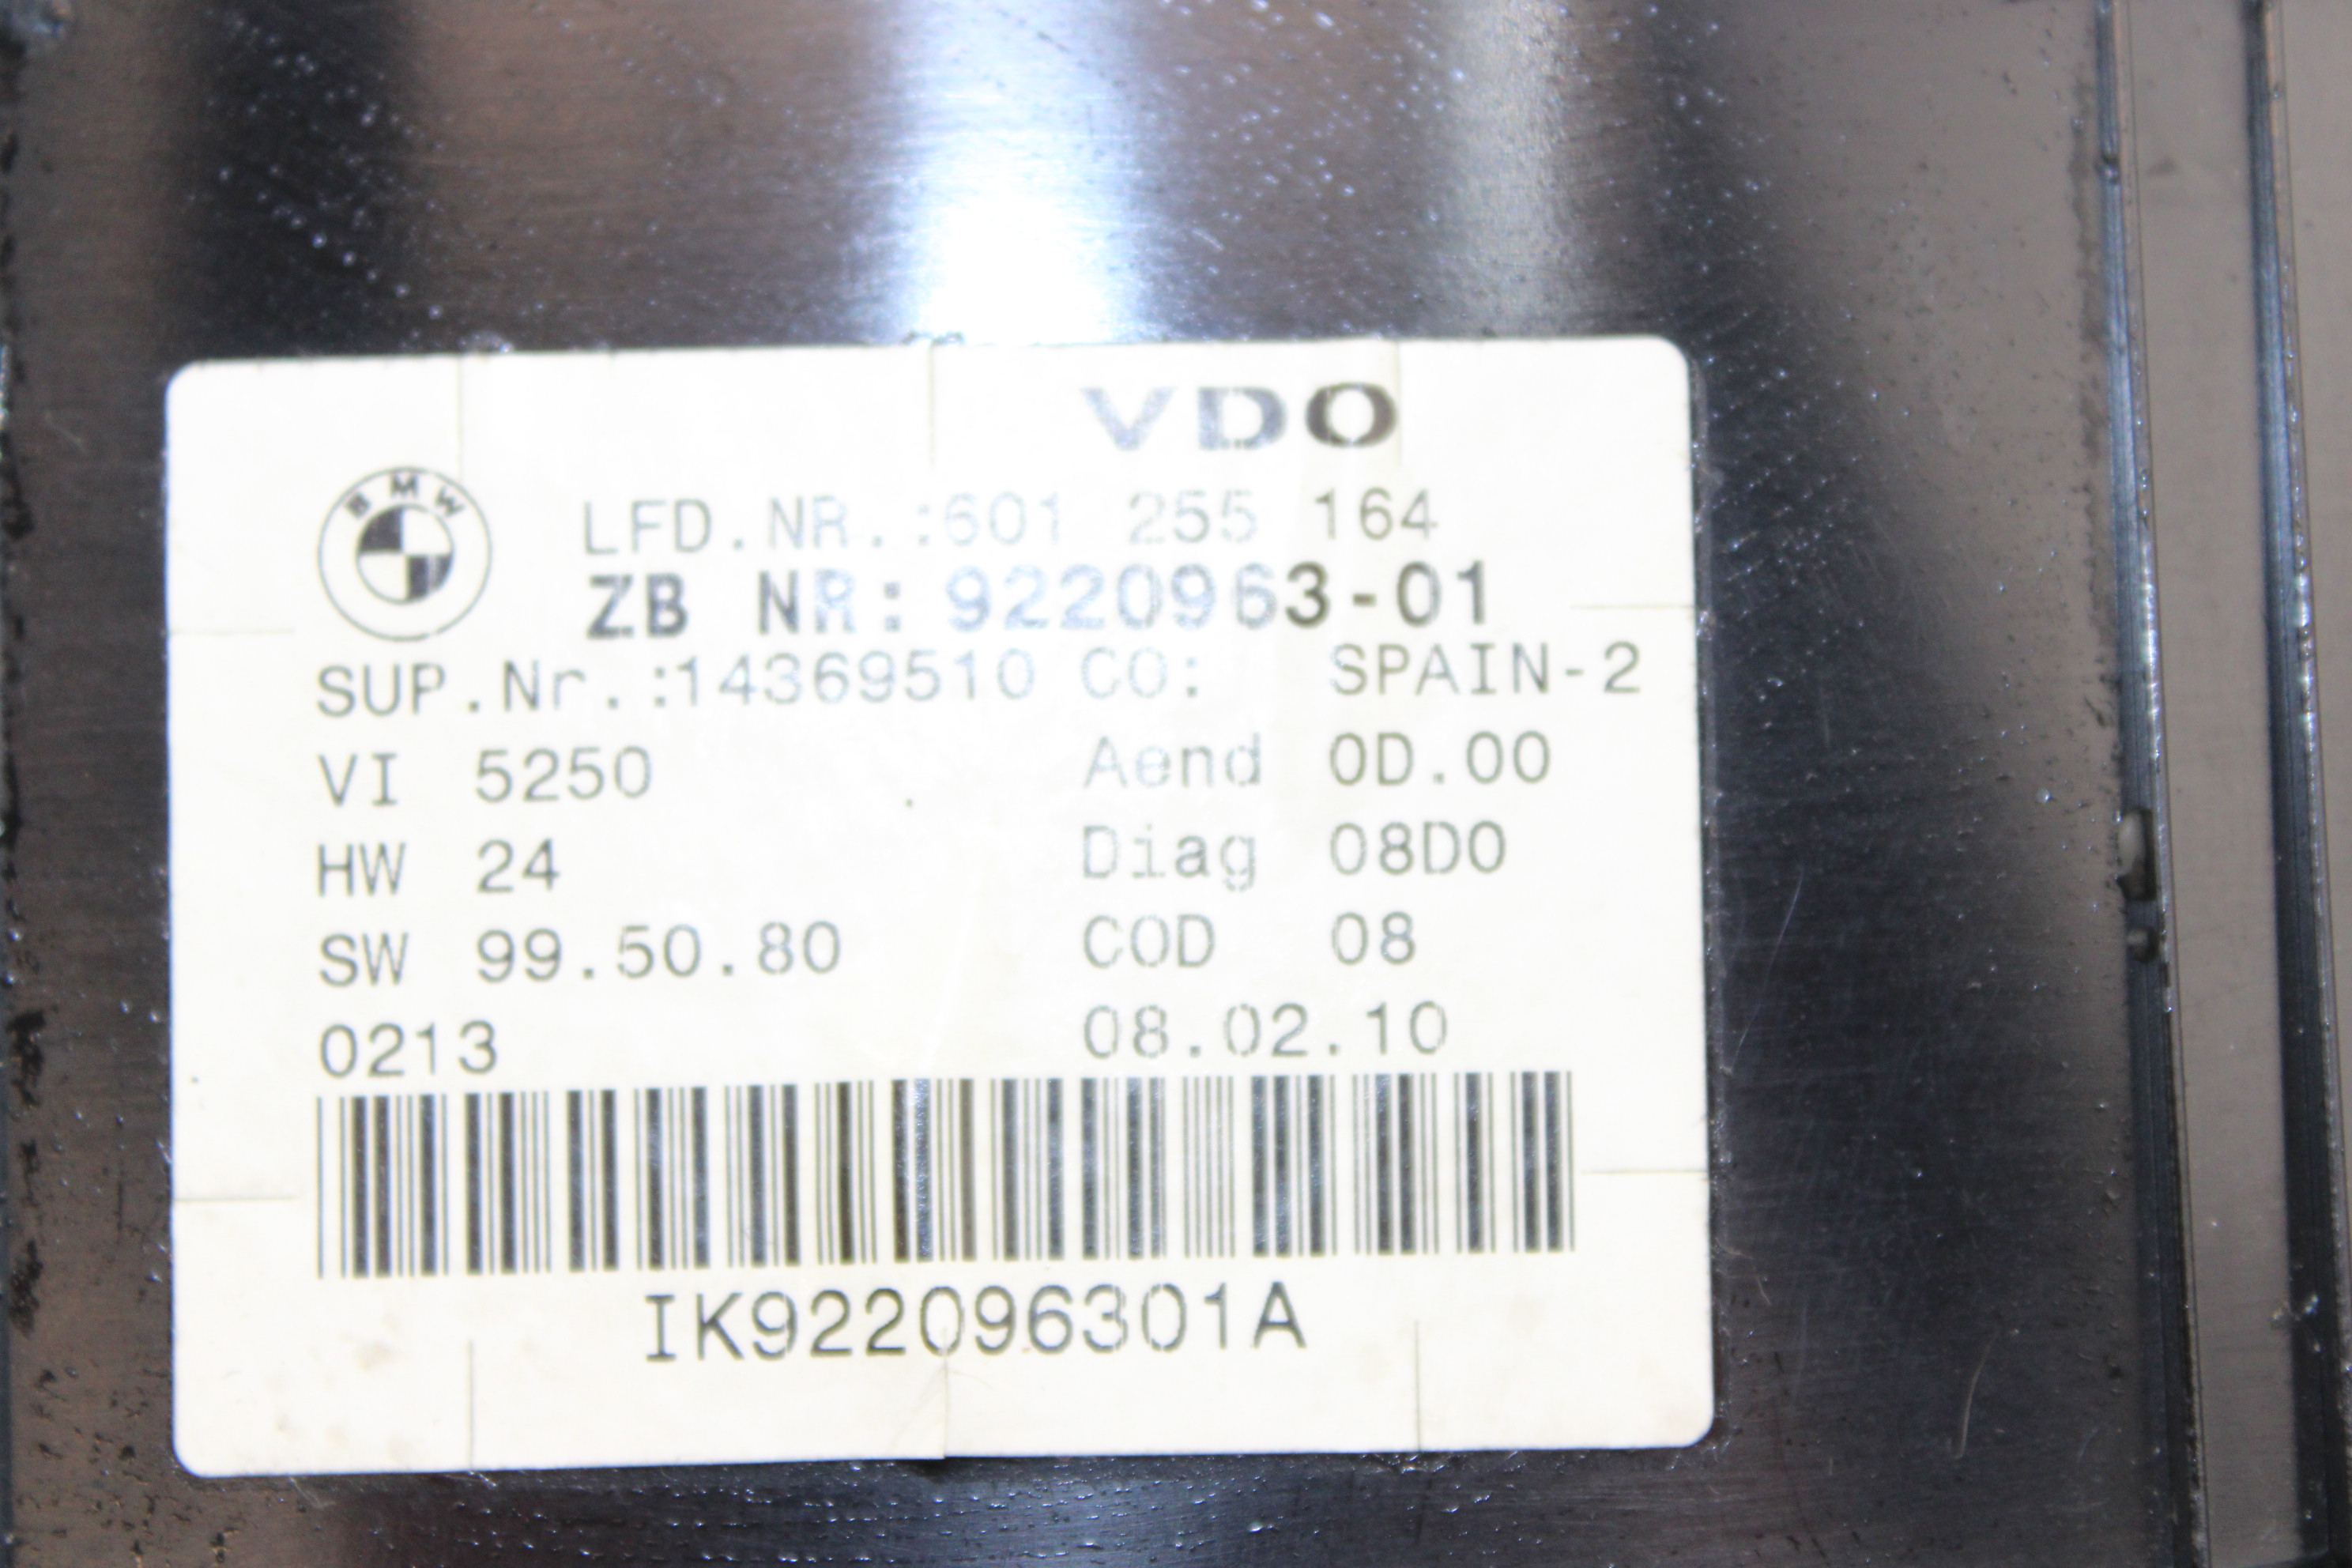 VDO
BMW
LFD.NR.:601 255 164
ZB NR: 9220963-01
SUP.Nr.:14369510 CO: SPAIN-2
VI 5250 Aend 0D.00
HW 24 Diag 08D0
SW 99.50.80 COD 08
0213 08.02.10
IK922096301A